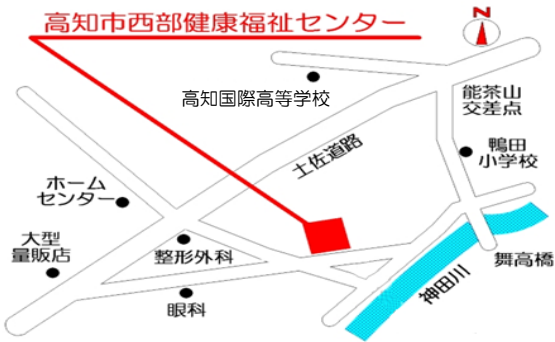 高知市西部健康福祉センター
N
高知国際高等学校
能茶山
交差点
土佐道路
鴨田
小学校
ホーム
センター
大型
量販店
整形外科
眼科
神田川
舞高橋